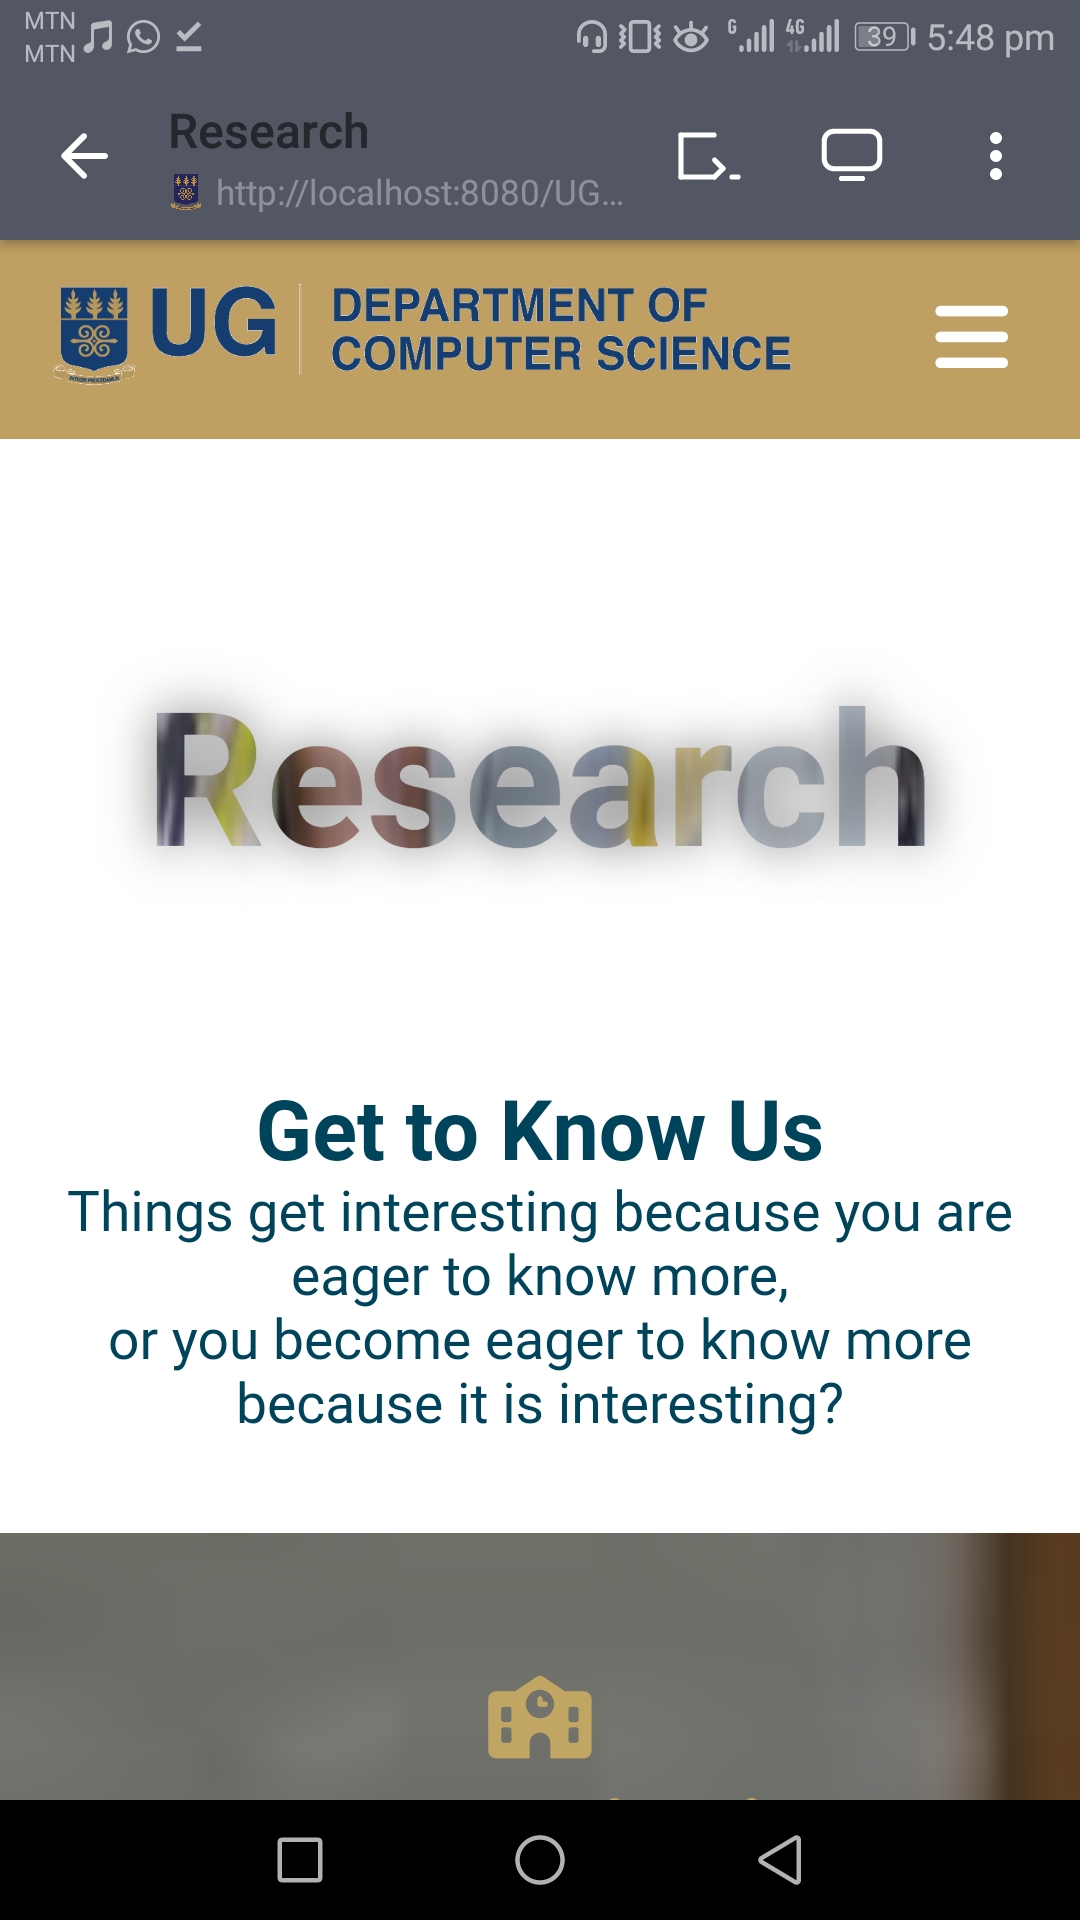 MTN
MTN
G
4G
39
5:48 pm
Research
http://localhost:8080/UG...
UG
DEPARTMENT OF
COMPUTER SCIENCE
Research
Get to Know Us
Things get interesting because you are
eager to know more,
or you become eager to know more
because it is interesting?